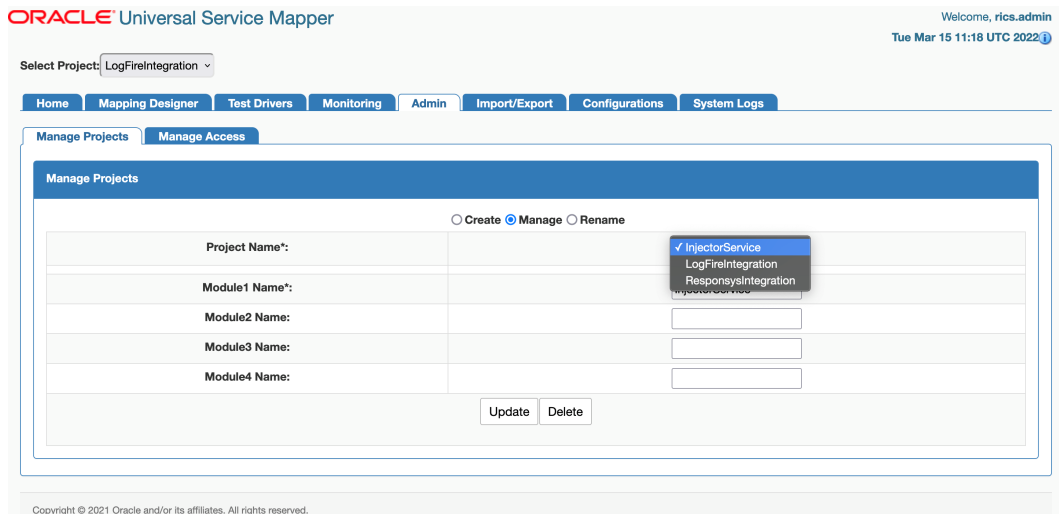 ORACLE® Universal Service Mapper
Welcome, rics.admin
Tue Mar 15 11:18 UTC 2022
Select Project: LogFireIntegration
Home Mapping Designer Test Drivers Monitoring Admin Import/Export Configurations System Logs
Manage Projects Manage Access
Manage Projects
Create Manage Rename
Project Name*:
✓ InjectorService
LogFireIntegration
ResponsysIntegration
Module1 Name*: InjectorService
Module2 Name:
Module3 Name:
Module4 Name:
Update Delete
Copyright © 2021 Oracle and/or its affiliates. All rights reserved.